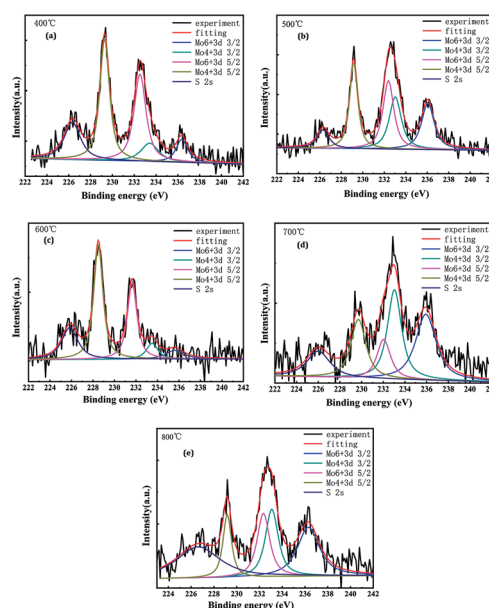 400℃
(a)
experiment
fitting
Mo6+3d 3/2
Mo4+3d 3/2
Mo6+3d 5/2
Mo4+3d 5/2
S 2s
Intensity(a.u.)
222 224 226 228 230 232 234 236 238 240 242
Binding energy (eV)
500℃
(b)
experiment
fitting
Mo6+3d 3/2
Mo4+3d 3/2
Mo6+3d 5/2
Mo4+3d 5/2
S 2s
Intensity(a.u.)
222 224 226 228 230 232 234 236 238 240 242
Binding energy (eV)
600℃
(c)
experiment
fitting
Mo6+3d 3/2
Mo4+3d 3/2
Mo6+3d 5/2
Mo4+3d 5/2
S 2s
Intensity(a.u.)
222 224 226 228 230 232 234 236 238 240 242
Binding energy (eV)
700℃
(d)
experiment
fitting
Mo6+3d 3/2
Mo4+3d 3/2
Mo6+3d 5/2
Mo4+3d 5/2
S 2s
Intensity(a.u.)
222 224 226 228 230 232 234 236 238 240 242
Binding energy (eV)
800℃
(e)
experiment
fitting
Mo6+3d 3/2
Mo4+3d 3/2
Mo6+3d 5/2
Mo4+3d 5/2
S 2s
Intensity(a.u.)
224 226 228 230 232 234 236 238 240 242
Binding energy (eV)